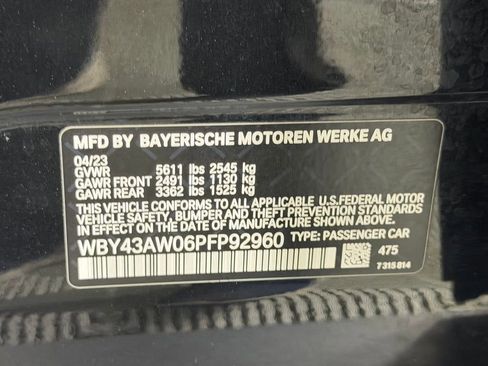 MFD BY BAYERISCHE MOTOREN WERKE AG
04/23
GVWR 5611 lbs 2545 kg
GAWR FRONT 2491 lbs 1130 kg
GAWR REAR 3362 lbs 1525 kg
THIS VEHICLE CONFORMS TO ALL APPLICABLE U.S.FEDERAL MOTOR
VEHICLE SAFETY, BUMPER, AND THEFT PREVENTION STANDARDS
IN EFFECT ON THE DATE OF MANUFACTURE SHOWN ABOVE.
WBY43AW06PFP92960 TYPE: PASSENGER CAR
475
7315814